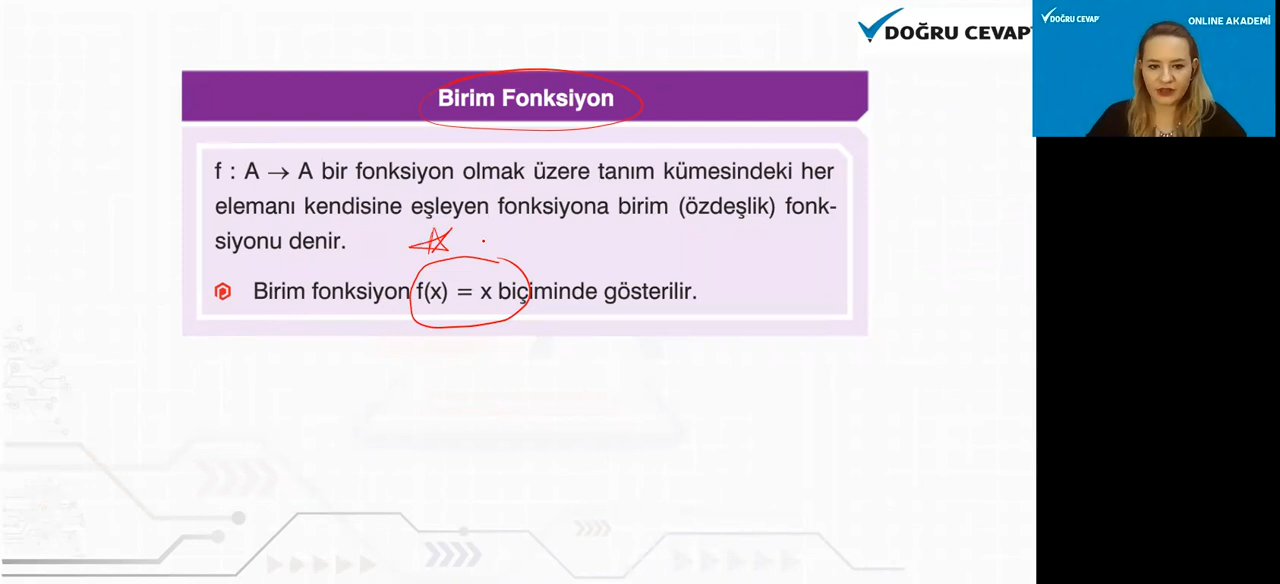 DOĞRU CEVAP
DOĞRU CEVAP
ONLINE AKADEMİ
Birim Fonksiyon
f : A → A bir fonksiyon olmak üzere tanım kümesindeki her
elemanı kendisine eşleyen fonksiyona birim (özdeşlik) fonk-
siyonu denir.
Birim fonksiyon f(x) = x biçiminde gösterilir.